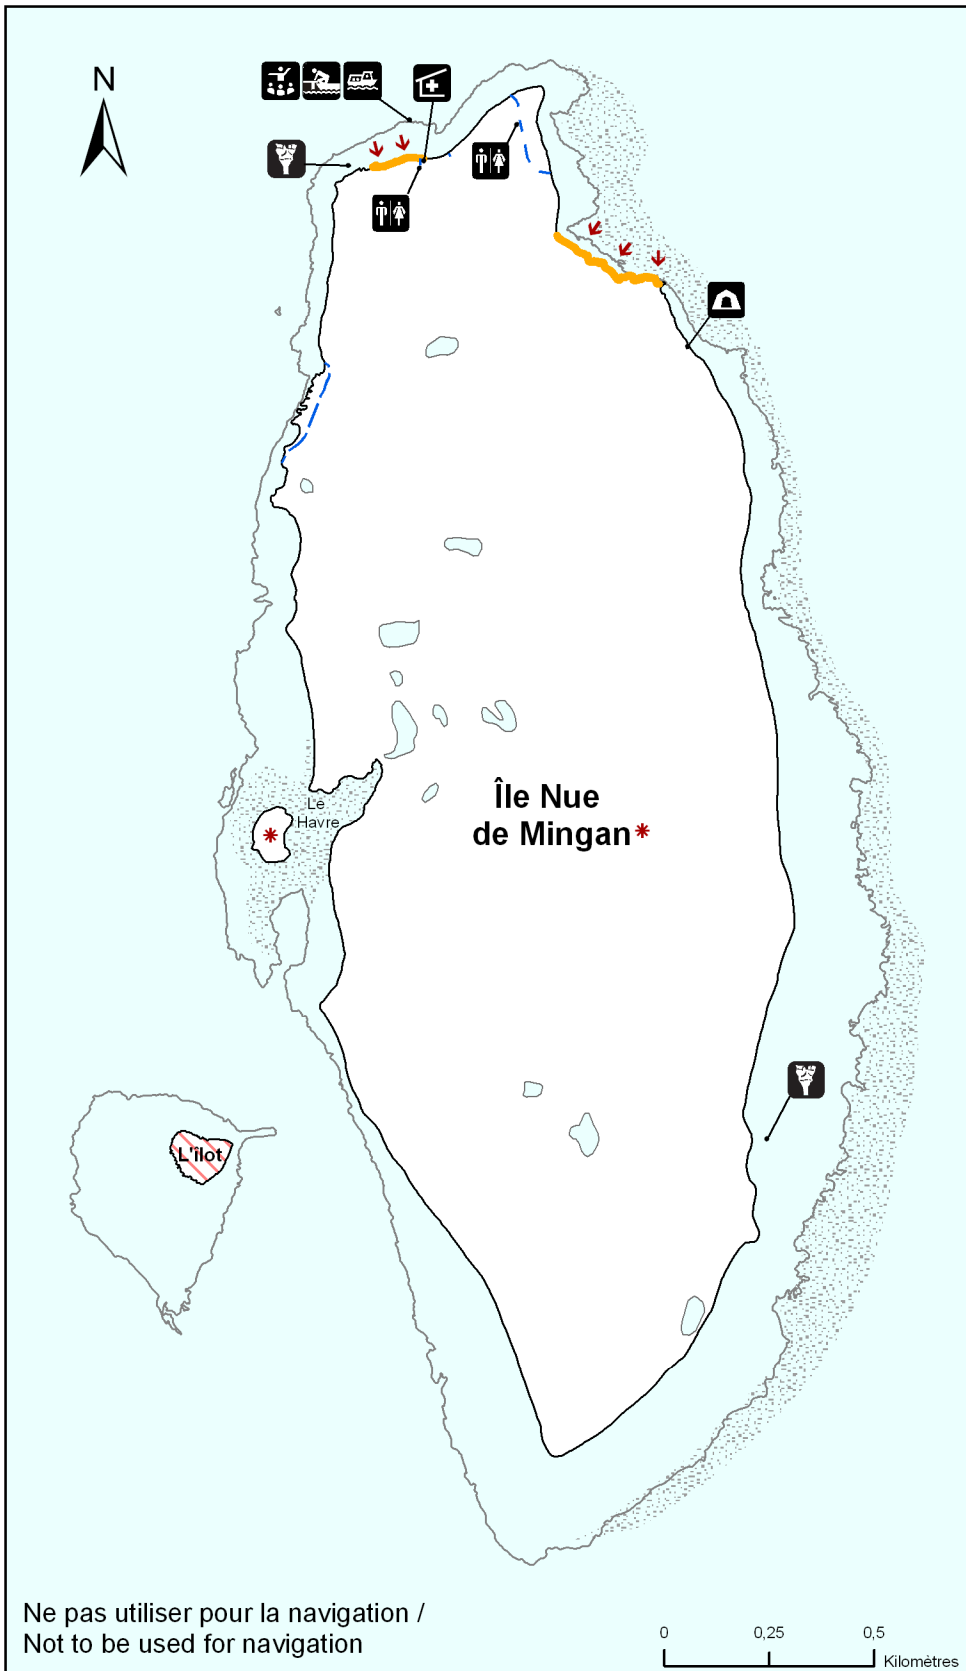 N
Le
Havre
Île Nue
de Mingan*
L'îlot
Ne pas utiliser pour la navigation /
Not to be used for navigation
0 0,25 0,5
Kilomètres